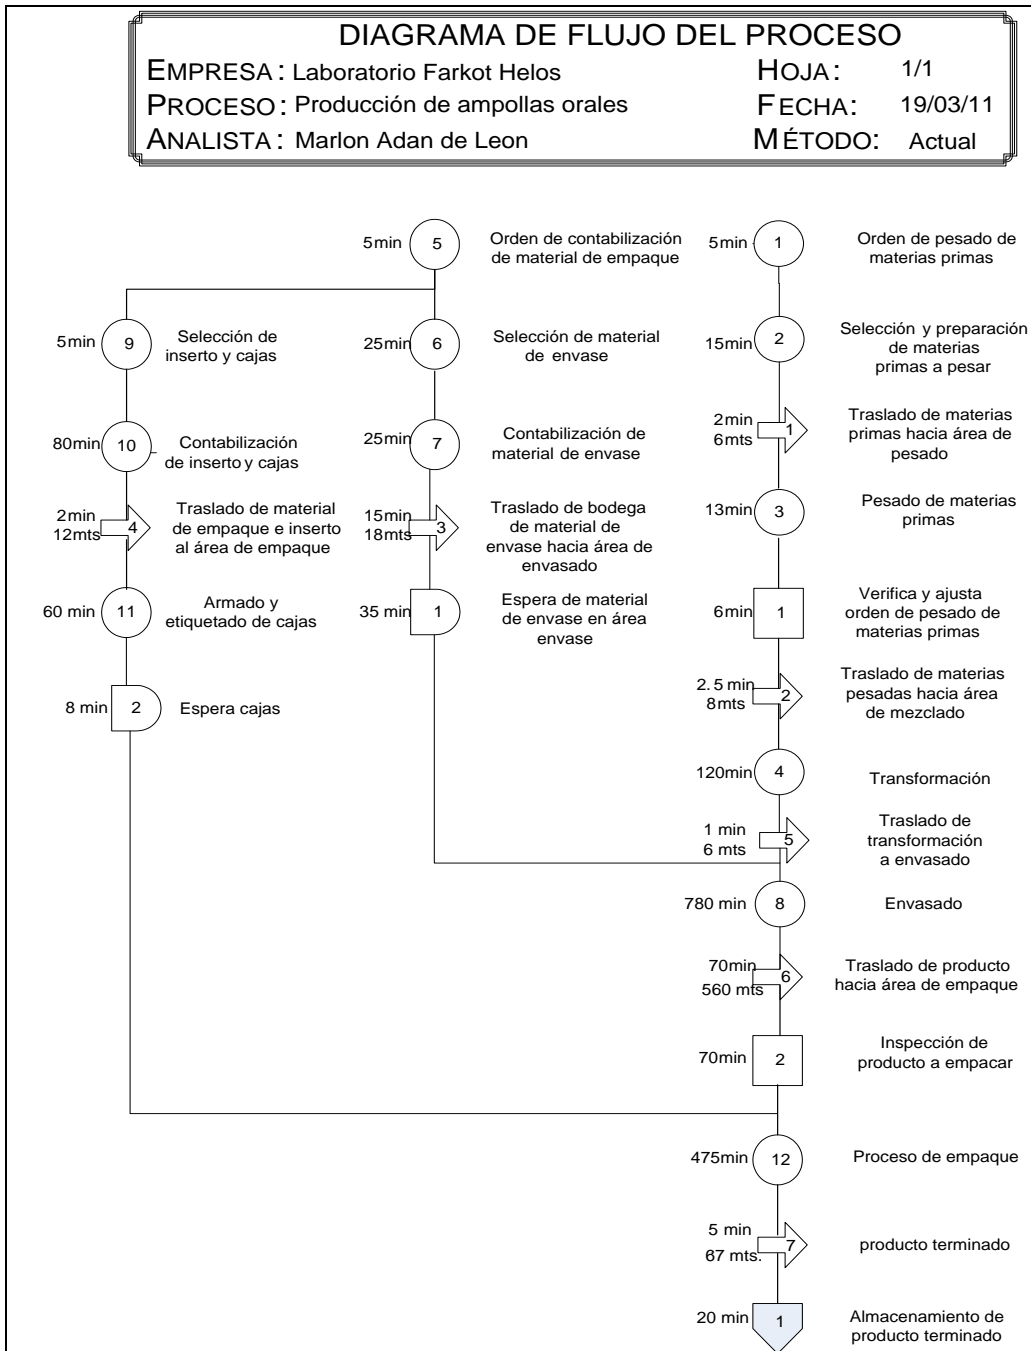 DIAGRAMA DE FLUJO DEL PROCESO
EMPRESA: Laboratorio Farkot Helos
HOJA: 1/1
PROCESO: Producción de ampollas orales
FECHA: 19/03/11
ANALISTA: Marlon Adan de Leon
MÉTODO: Actual
5min
5
Orden de contabilización
de material de empaque
5min
1
Orden de pesado de
materias primas
5min
9
Selección de
inserto y cajas
25min
6
Selección de material
de envase
15min
2
Selección y preparación
de materias
primas a pesar
2min
6mts
1
Traslado de materias
primas hacia área de
pesado
80min
10
Contabilización
de inserto y cajas
25min
7
Contabilización de
material de envase
13min
3
Pesado de materias
primas
2min
12mts
4
Traslado de material
de empaque e inserto
al área de empaque
15min
18mts
3
Traslado de bodega
de material de
envase hacia área de
envasado
60 min
11
Armado y
etiquetado de cajas
35 min
1
Espera de material
de envase en área
envase
6min
1
Verifica y ajusta
orden de pesado de
materias primas
8 min
2
Espera cajas
2.5 min
8mts
2
Traslado de materias
pesadas hacia área
de mezclado
120min
4
Transformación
1 min
6 mts
5
Traslado de
transformación
a envasado
780 min
8
Envasado
70min
560 mts
6
Traslado de producto
hacia área de empaque
70min
2
Inspección de
producto a empacar
475min
12
Proceso de empaque
5 min
67 mts.
7
producto terminado
20 min
1
Almacenamiento de
producto terminado